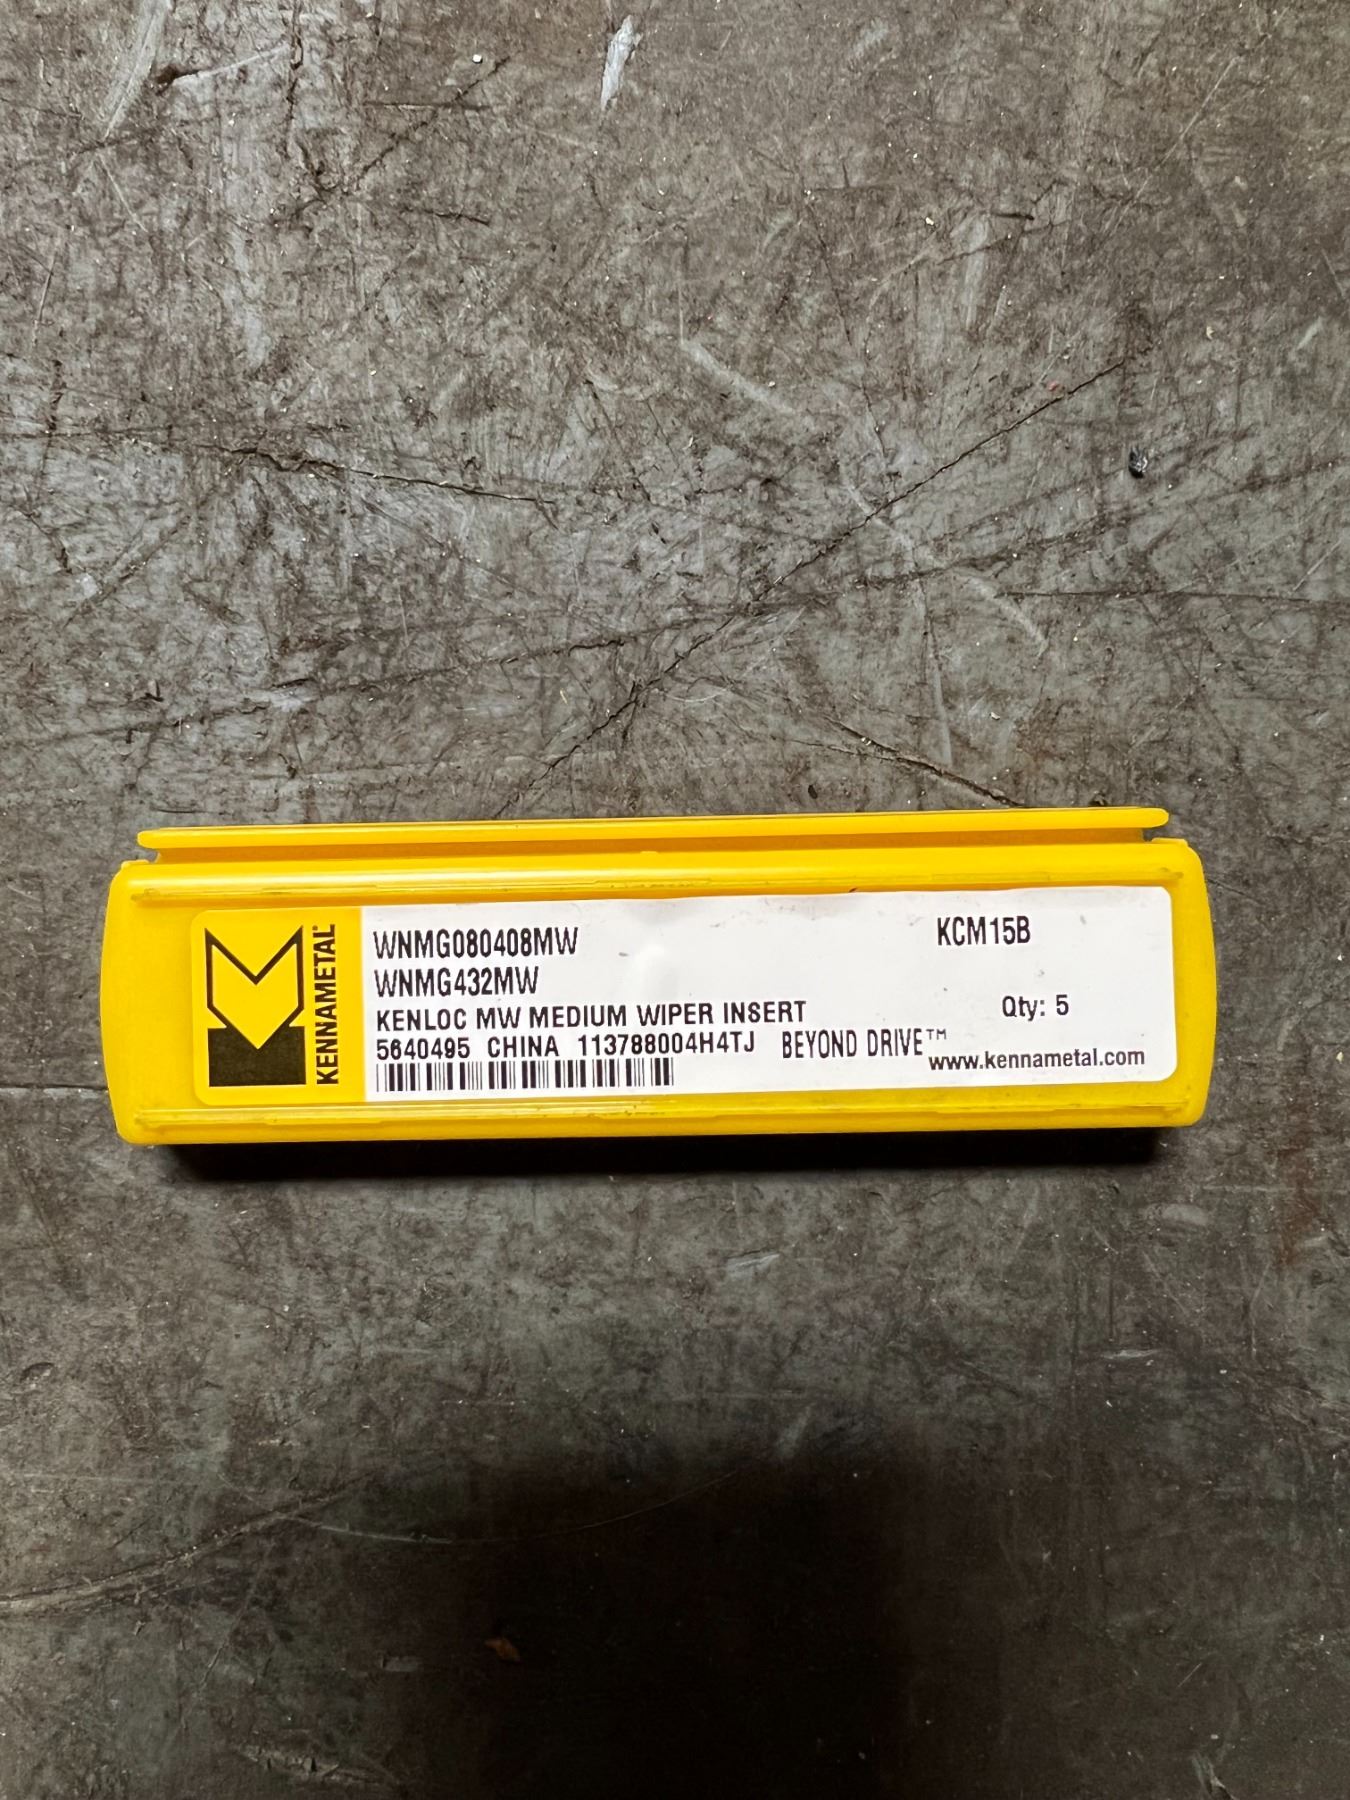 KENNAMETAL®
WNMG080408MW
KCM15B
WNMG432MW
KENLOC MW MEDIUM WIPER INSERT
Qty: 5
5640495 CHINA 113788004H4TJ BEYOND DRIVE™
www.kennametal.com